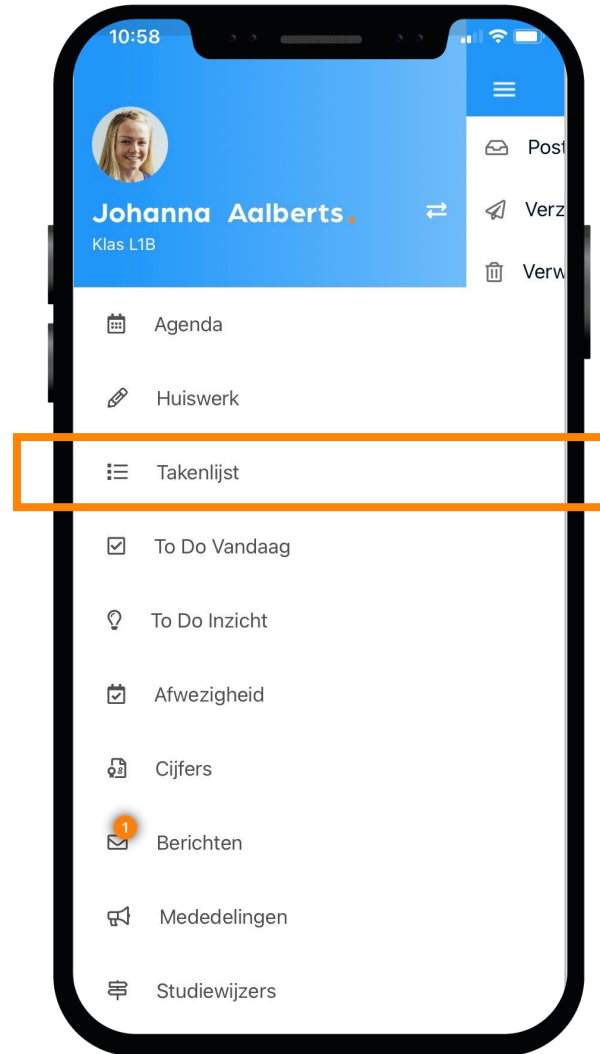 10:58
Johanna Aalberts.
Klas L1B
Agenda
Huiswerk
Takenlijst
To Do Vandaag
To Do Inzicht
Afwezigheid
Cijfers
1
Berichten
Mededelingen
Studiewijzers
Post
Verz
Verw